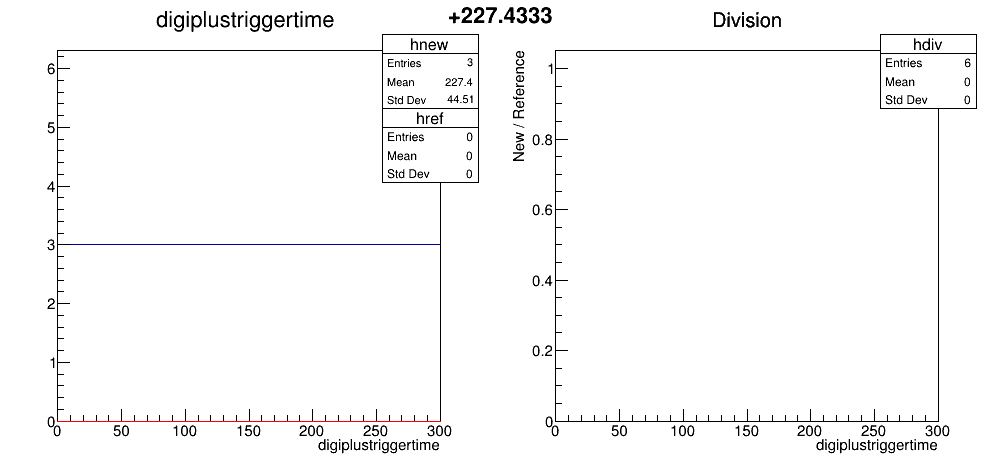 digiplustriggertime
+227.4333
Division
hnew
Entries 3
Mean 227.4
Std Dev 44.51
href
Entries 0
Mean 0
Std Dev 0
6
5
4
3
2
1
0
0 50 100 150 200 250 300
digiplustriggertime
hdiv
Entries 6
Mean 0
Std Dev 0
New / Reference
1
0.8
0.6
0.4
0.2
0
0 50 100 150 200 250 300
digiplustriggertime